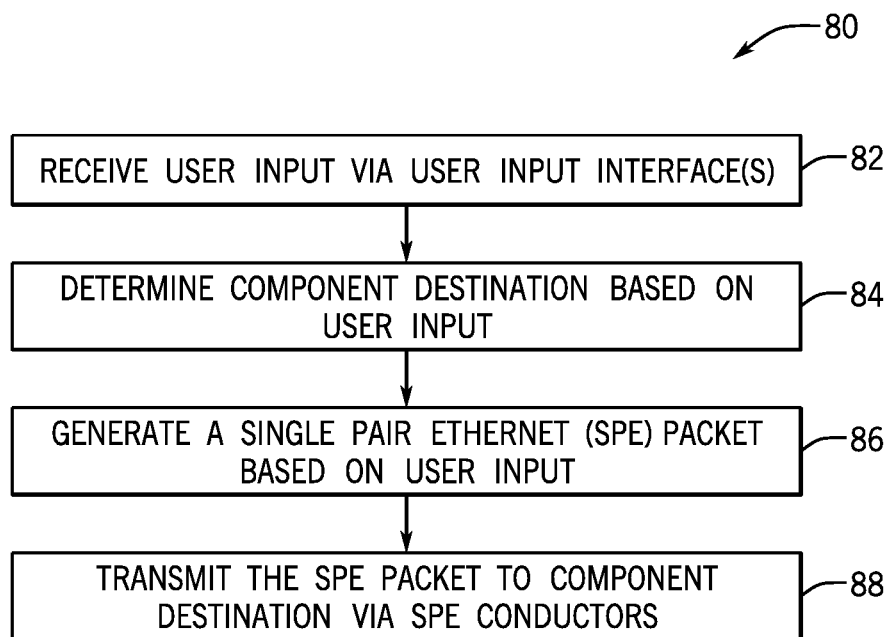 80
RECEIVE USER INPUT VIA USER INPUT INTERFACE(S)
82
DETERMINE COMPONENT DESTINATION BASED ON
USER INPUT
84
GENERATE A SINGLE PAIR ETHERNET (SPE) PACKET
BASED ON USER INPUT
86
TRANSMIT THE SPE PACKET TO COMPONENT
DESTINATION VIA SPE CONDUCTORS
88